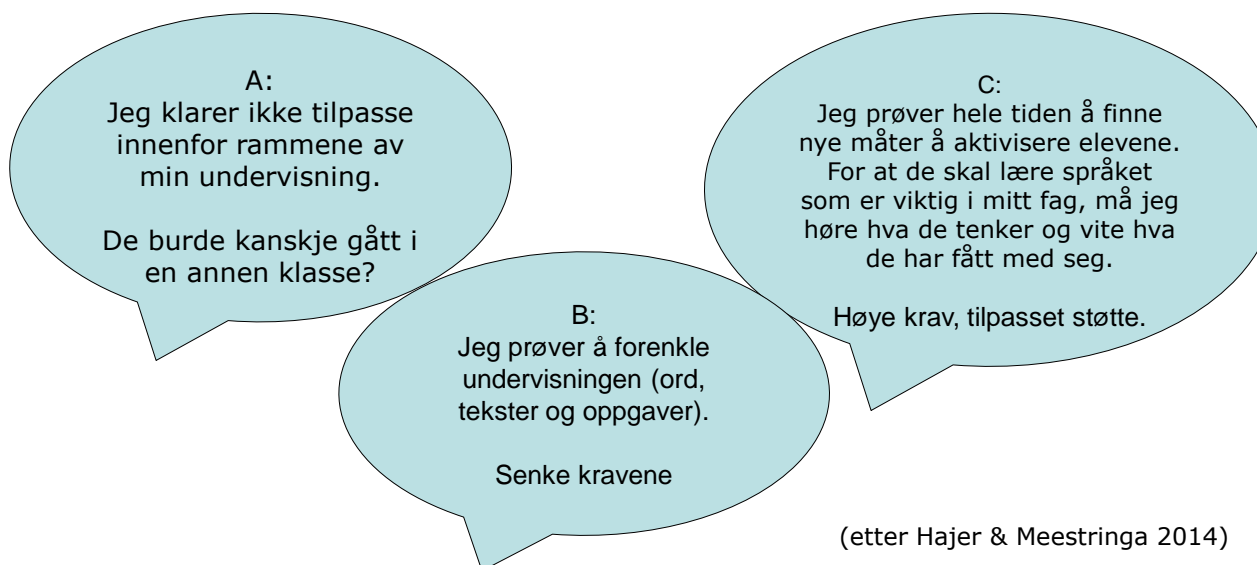 A:
Jeg klarer ikke tilpasse
innenfor rammene av
min undervisning.
De burde kanskje gått i
en annen klasse?
B:
Jeg prøver å forenkle
undervisningen (ord,
tekster og oppgaver).
Senke kravene
C:
Jeg prøver hele tiden å finne
nye måter å aktivisere elevene.
For at de skal lære språket
som er viktig i mitt fag, må jeg
høre hva de tenker og vite hva
de har fått med seg.
Høye krav, tilpasset støtte.
(etter Hajer & Meestringa 2014)